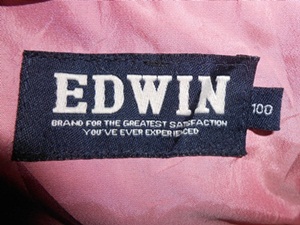 EDWIN
100
BRAND FOR THE GREATEST SATISFACTION
YOU'VE EVER EXPERIENCED